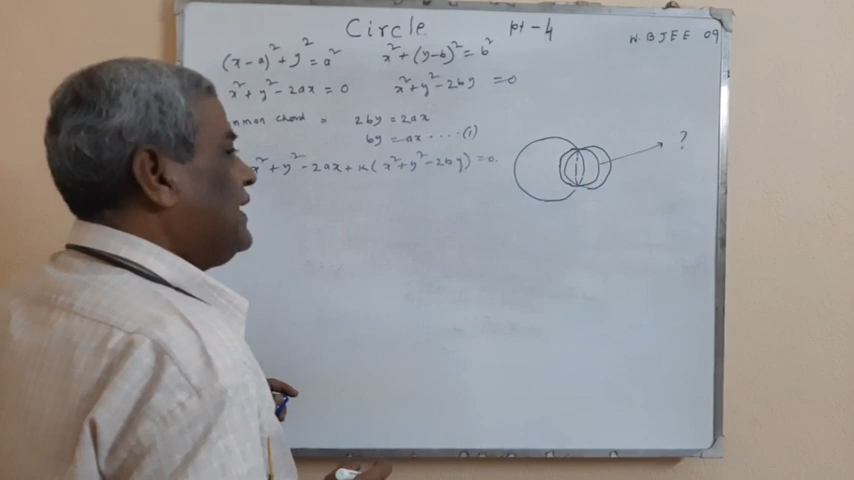 Circle pt-4
W.BJEE 09
(x-a)² + y² = a² x² + (y-b)² = b²
x² + y² - 2ax = 0 x² + y² - 2by = 0
mmon chord = 2by = 2ax
by = ax ....(1)
x² + y² - 2ax + k(x² + y² - 2by) = 0.
?